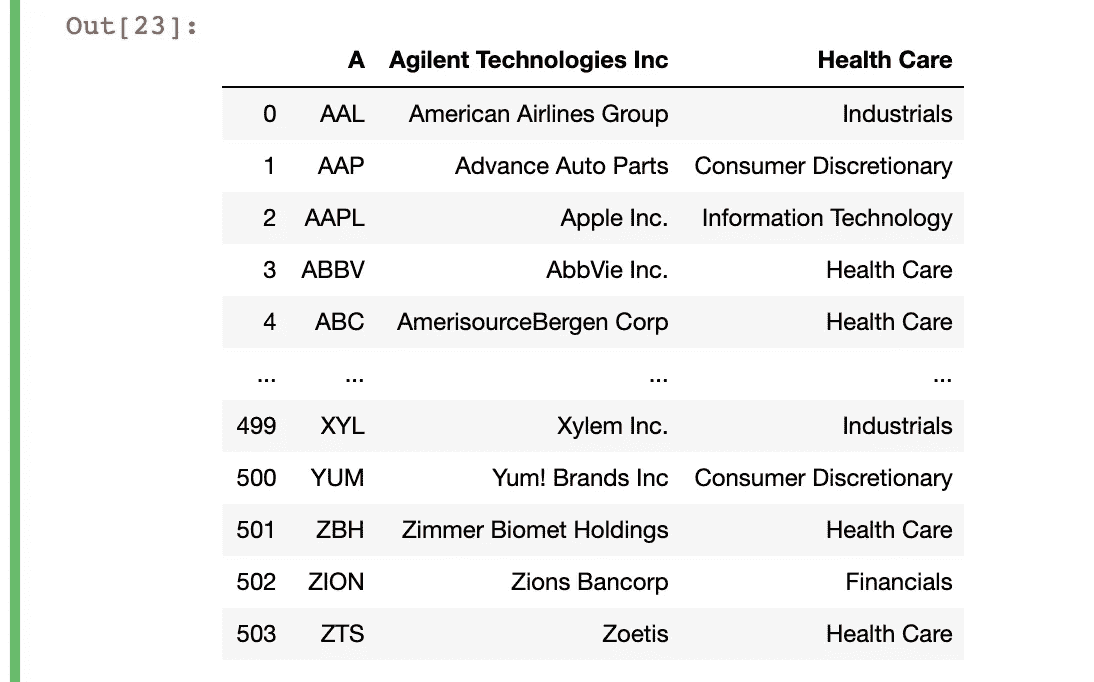 Out[23]:
A Agilent Technologies Inc Health Care
0 AAL American Airlines Group Industrials
1 AAP Advance Auto Parts Consumer Discretionary
2 AAPL Apple Inc. Information Technology
3 ABBV AbbVie Inc. Health Care
4 ABC AmerisourceBergen Corp Health Care
... ... ... ...
499 XYL Xylem Inc. Industrials
500 YUM Yum! Brands Inc Consumer Discretionary
501 ZBH Zimmer Biomet Holdings Health Care
502 ZION Zions Bancorp Financials
503 ZTS Zoetis Health Care